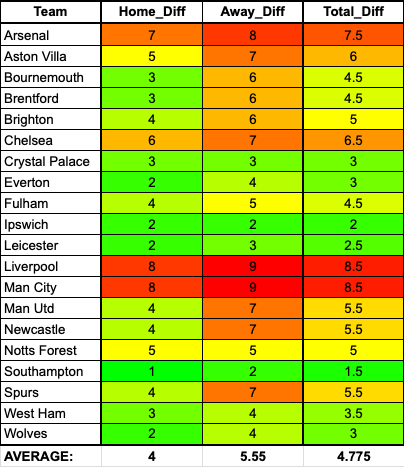 Team Home_Diff Away_Diff Total_Diff
Arsenal 7 8 7.5
Aston Villa 5 7 6
Bournemouth 3 6 4.5
Brentford 3 6 4.5
Brighton 4 6 5
Chelsea 6 7 6.5
Crystal Palace 3 3 3
Everton 2 4 3
Fulham 4 5 4.5
Ipswich 2 2 2
Leicester 2 3 2.5
Liverpool 8 9 8.5
Man City 8 9 8.5
Man Utd 4 7 5.5
Newcastle 4 7 5.5
Notts Forest 5 5 5
Southampton 1 2 1.5
Spurs 4 7 5.5
West Ham 3 4 3.5
Wolves 2 4 3
AVERAGE: 4 5.55 4.775